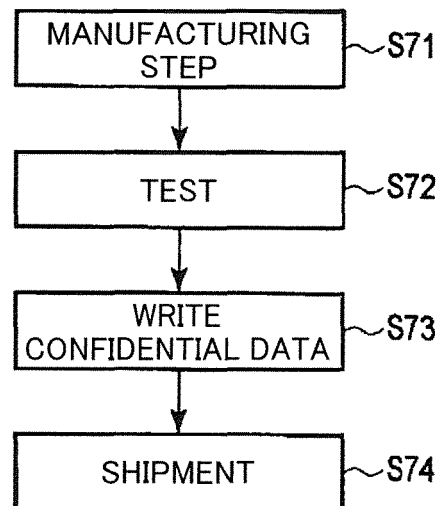 MANUFACTURING
STEP
S71
TEST
S72
WRITE
CONFIDENTIAL DATA
S73
SHIPMENT
S74